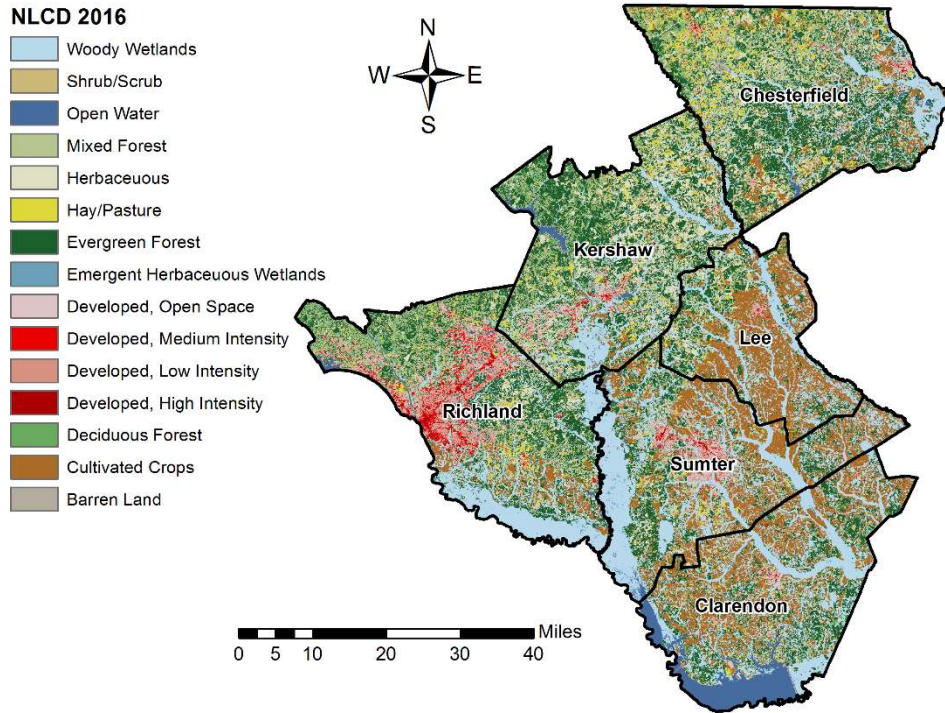 NLCD 2016
Woody Wetlands
Shrub/Scrub
Open Water
Mixed Forest
Herbaceuous
Hay/Pasture
Evergreen Forest
Emergent Herbaceuous Wetlands
Developed, Open Space
Developed, Medium Intensity
Developed, Low Intensity
Developed, High Intensity
Deciduous Forest
Cultivated Crops
Barren Land
N
W E
S
Chesterfield
Kershaw
Lee
Richland
Sumter
Clarendon
Miles
0 5 10 20 30 40